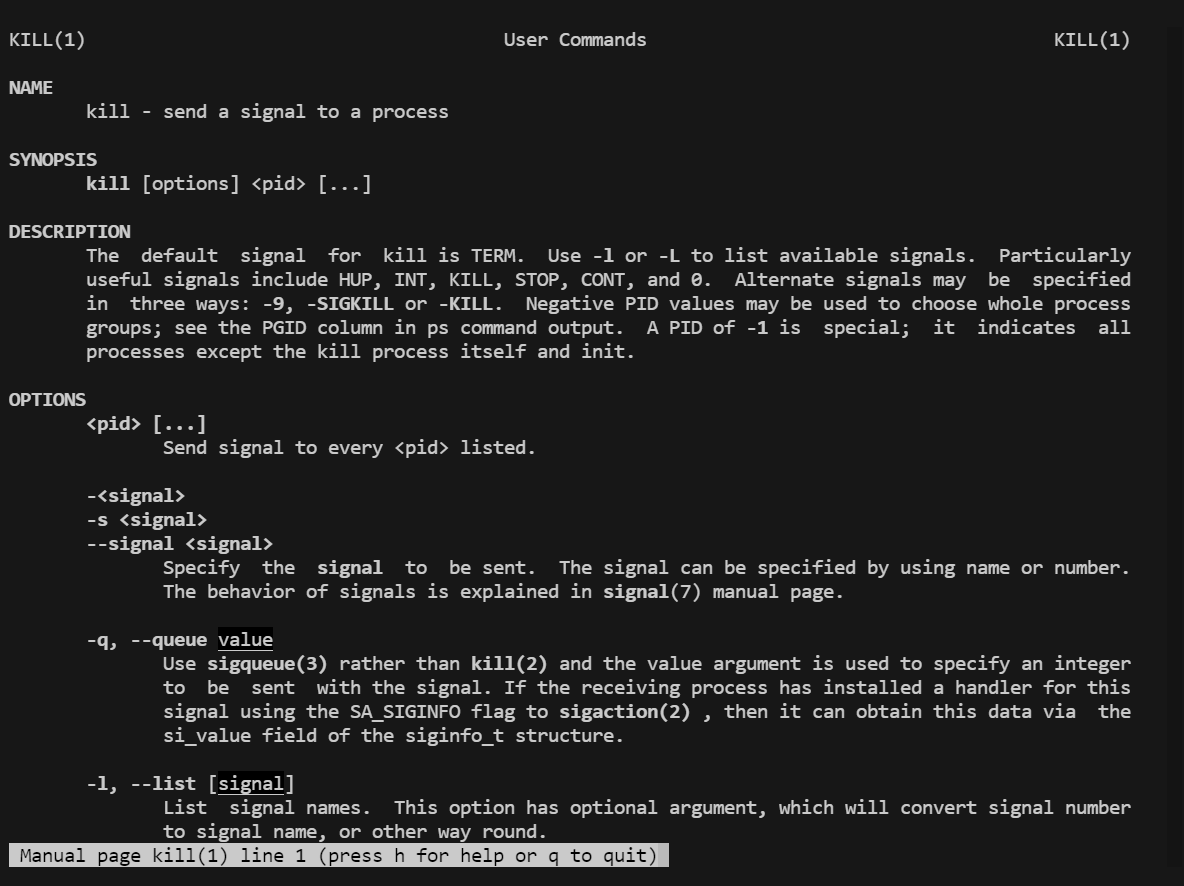 KILL(1) User Commands KILL(1)
NAME
kill - send a signal to a process
SYNOPSIS
kill [options] <pid> [...]
DESCRIPTION
The default signal for kill is TERM. Use -l or -L to list available signals. Particularly
useful signals include HUP, INT, KILL, STOP, CONT, and 0. Alternate signals may be specified
in three ways: -9, -SIGKILL or -KILL. Negative PID values may be used to choose whole process
groups; see the PGID column in ps command output. A PID of -1 is special; it indicates all
processes except the kill process itself and init.
OPTIONS
<pid> [...]
Send signal to every <pid> listed.
-<signal>
-s <signal>
--signal <signal>
Specify the signal to be sent. The signal can be specified by using name or number.
The behavior of signals is explained in signal(7) manual page.
-q, --queue value
Use sigqueue(3) rather than kill(2) and the value argument is used to specify an integer
to be sent with the signal. If the receiving process has installed a handler for this
signal using the SA_SIGINFO flag to sigaction(2) , then it can obtain this data via the
si_value field of the siginfo_t structure.
-l, --list [signal]
List signal names. This option has optional argument, which will convert signal number
to signal name, or other way round.
Manual page kill(1) line 1 (press h for help or q to quit)